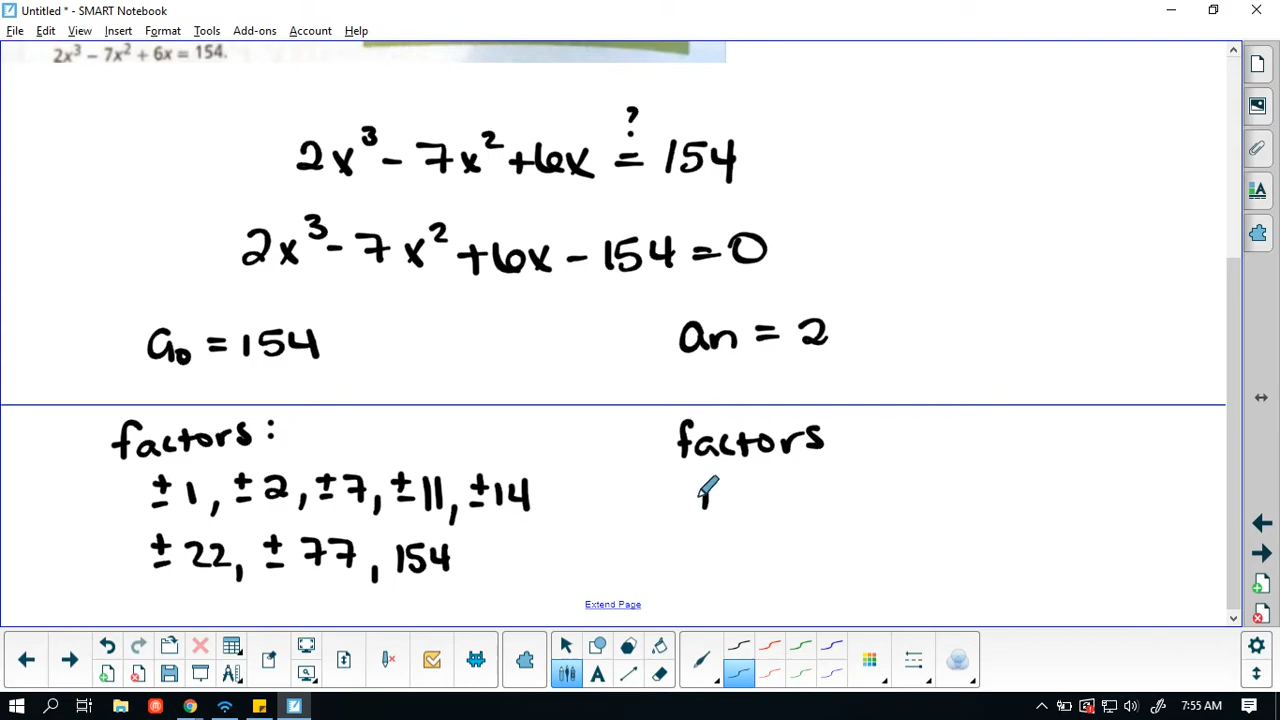 Untitled * - SMART Notebook
File Edit View Insert Format Tools Add-ons Account Help
2x³ − 7x² + 6x = 154.
?
2x³ - 7x² + 6x = 154
2x³ - 7x² + 6x - 154 = 0
a₀ = 154
an = 2
factors :
factors
± 1, ± 2, ± 7, ± 11, ± 14
± 22, ± 77, 154
Extend Page
7:55 AM